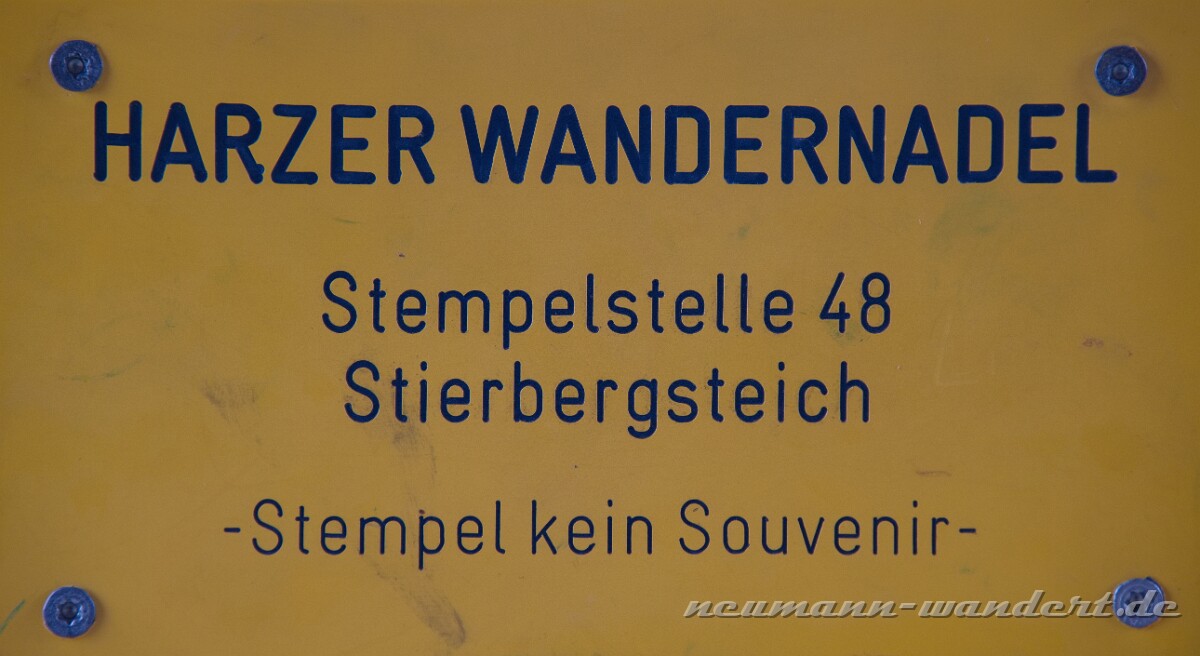 HARZER WANDERNADEL
Stempelstelle 48
Stierbergsteich
-Stempel kein Souvenir-
neumann-wandert.de